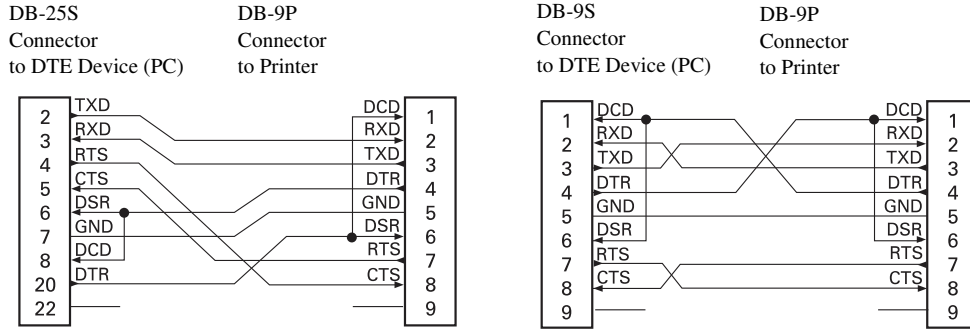 DB-25S
Connector
to DTE Device (PC)
DB-9P
Connector
to Printer
2 TXD DCD 1
3 RXD RXD 2
4 RTS TXD 3
5 CTS DTR 4
6 DSR GND 5
7 GND DSR 6
8 DCD RTS 7
20 DTR CTS 8
22 9
DB-9S
Connector
to DTE Device (PC)
DB-9P
Connector
to Printer
1 DCD DCD 1
2 RXD RXD 2
3 TXD TXD 3
4 DTR DTR 4
5 GND GND 5
6 DSR DSR 6
7 RTS RTS 7
8 CTS CTS 8
9 9